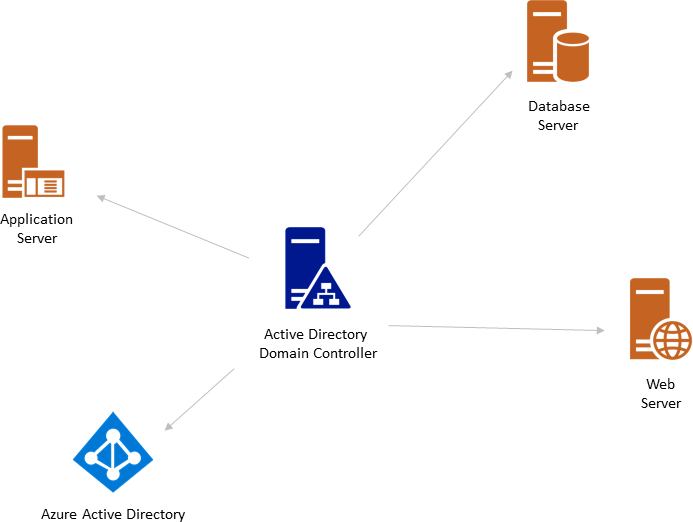 Database
Server
Application
Server
Active Directory
Domain Controller
Web
Server
Azure Active Directory